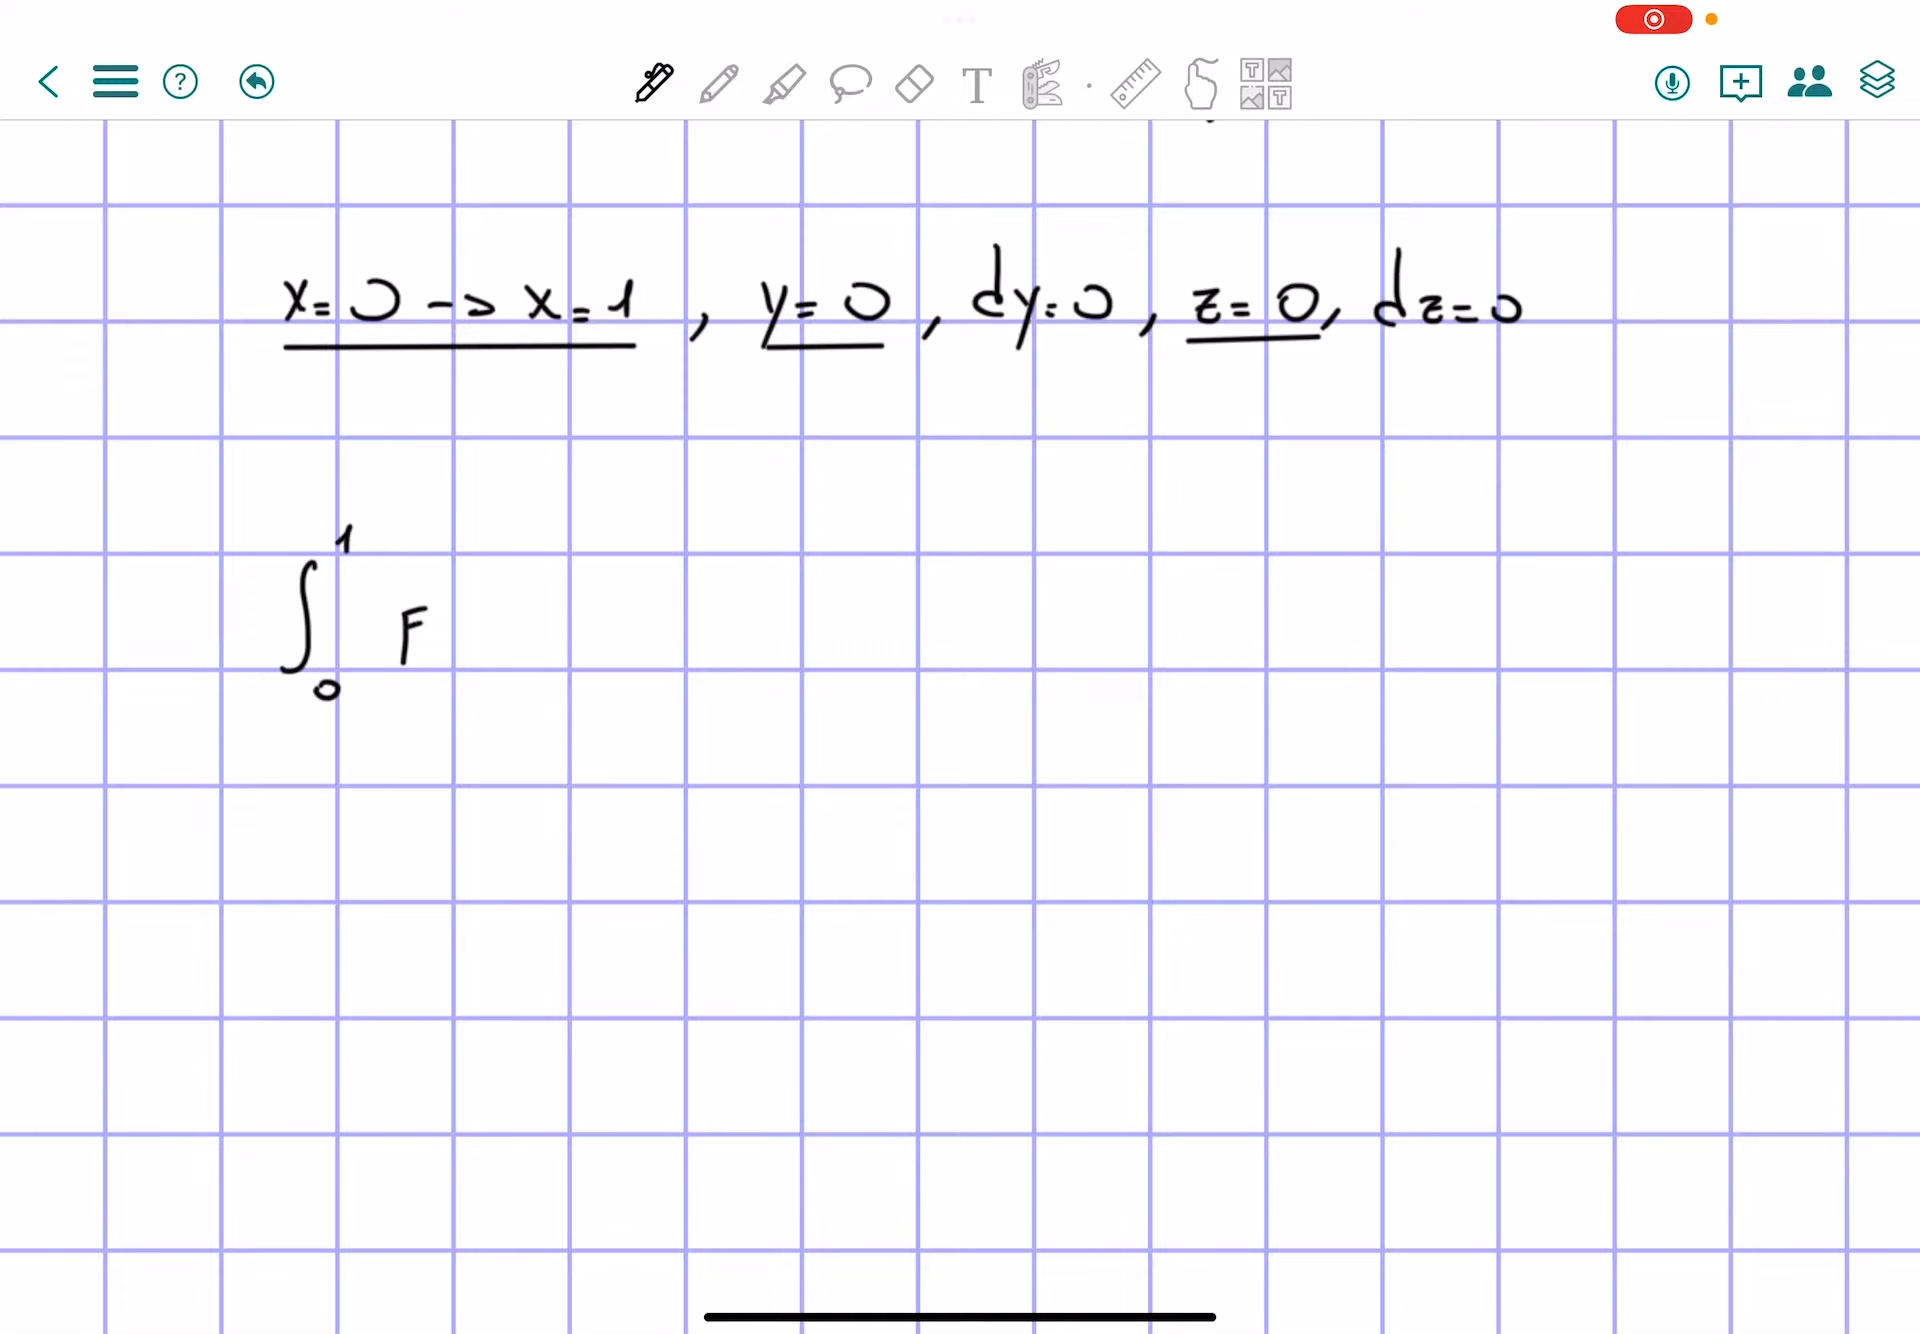 x=0 -> x=1 , y=0 , dy=0 , z=0, dz=0
∫₀¹ F